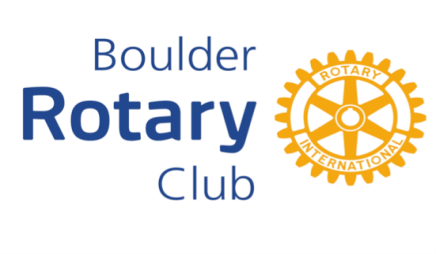 Boulder
Rotary
Club
ROTARY
INTERNATIONAL